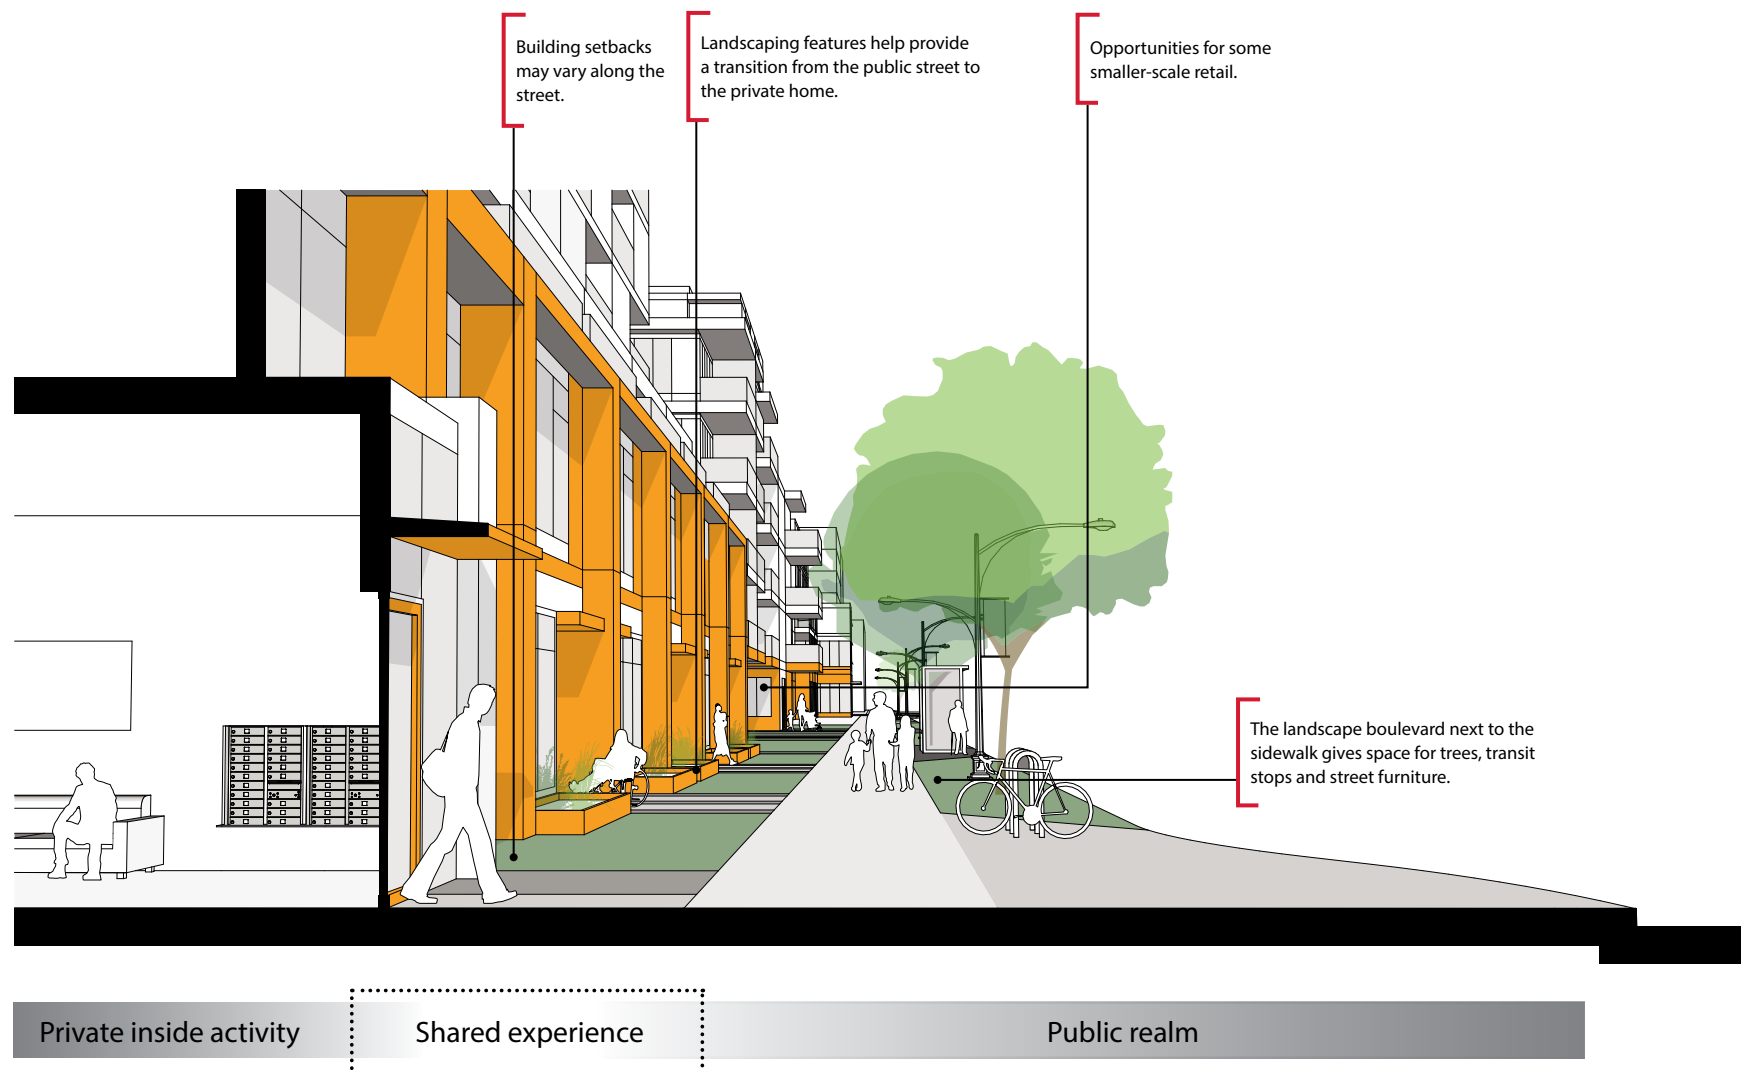 Building setbacks
may vary along the
street.
Landscaping features help provide
a transition from the public street to
the private home.
Opportunities for some
smaller-scale retail.
The landscape boulevard next to the
sidewalk gives space for trees, transit
stops and street furniture.
Private inside activity
Shared experience
Public realm